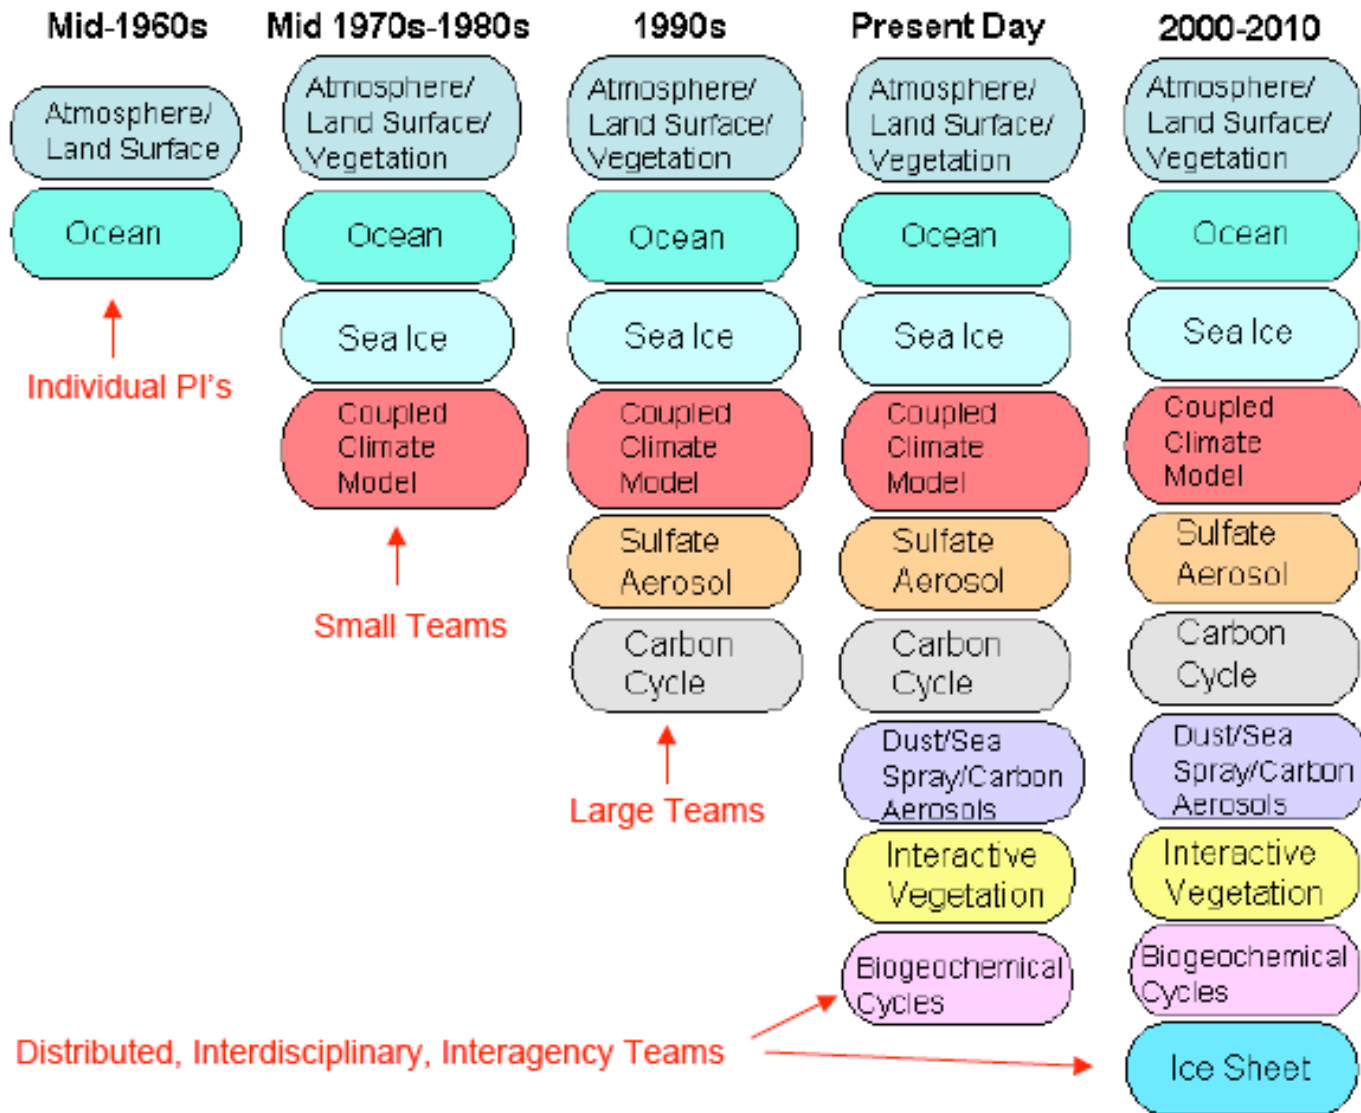 Mid-1960s
Atmosphere/
Land Surface
Ocean
Individual PI's
Mid 1970s-1980s
Atmosphere/
Land Surface/
Vegetation
Ocean
Sea Ice
Coupled
Climate
Model
Small Teams
1990s
Atmosphere/
Land Surface/
Vegetation
Ocean
Sea Ice
Coupled
Climate
Model
Sulfate
Aerosol
Carbon
Cycle
Large Teams
Present Day
Atmosphere/
Land Surface/
Vegetation
Ocean
Sea Ice
Coupled
Climate
Model
Sulfate
Aerosol
Carbon
Cycle
Dust/Sea
Spray/Carbon
Aerosols
Interactive
Vegetation
Biogeochemical
Cycles
2000-2010
Atmosphere/
Land Surface/
Vegetation
Ocean
Sea Ice
Coupled
Climate
Model
Sulfate
Aerosol
Carbon
Cycle
Dust/Sea
Spray/Carbon
Aerosols
Interactive
Vegetation
Biogeochemical
Cycles
Ice Sheet
Distributed, Interdisciplinary, Interagency Teams